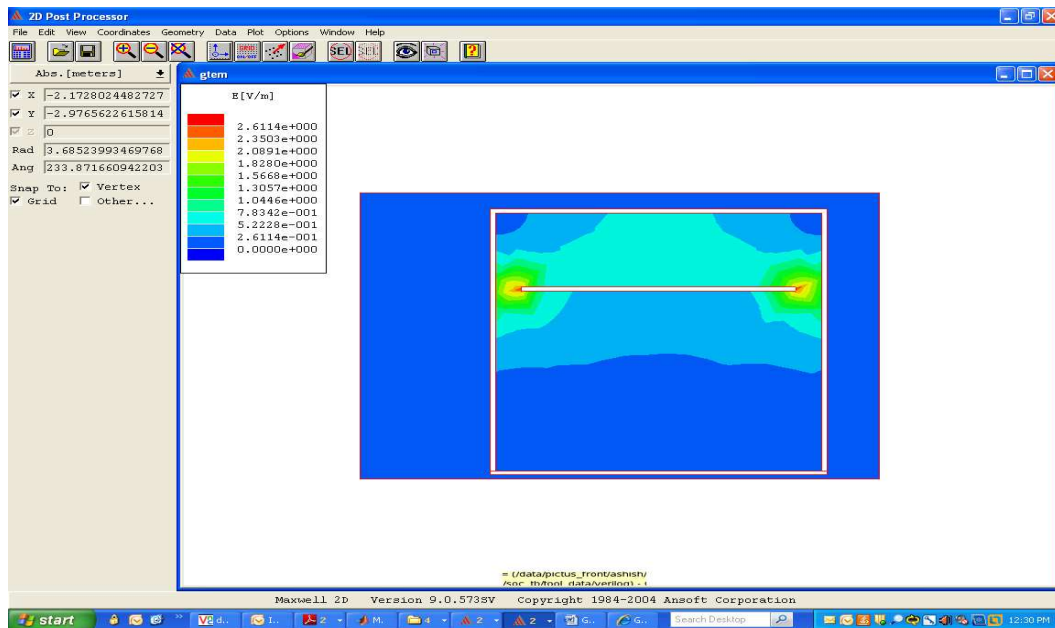 2D Post Processor
File Edit View Coordinates Geometry Data Plot Options Window Help
SEL
Abs.[meters]
gtem
X -2.1728024482727
Y -2.9765622615814
Z 0
Rad 3.68523993469768
Ang 233.871660942203
Snap To: Vertex
Grid Other...
E[V/m]
2.6114e+000
2.3503e+000
2.0891e+000
1.8280e+000
1.5668e+000
1.3057e+000
1.0446e+000
7.8342e-001
5.2228e-001
2.6114e-001
0.0000e+000
= (/data/pictus_front/ashish/
Maxwell 2D Version 9.0.573SV Copyright 1984-2004 Ansoft Corporation
start d.. I.. 2 M. 4 2 2 G.. G.. Search Desktop 12:30 PM